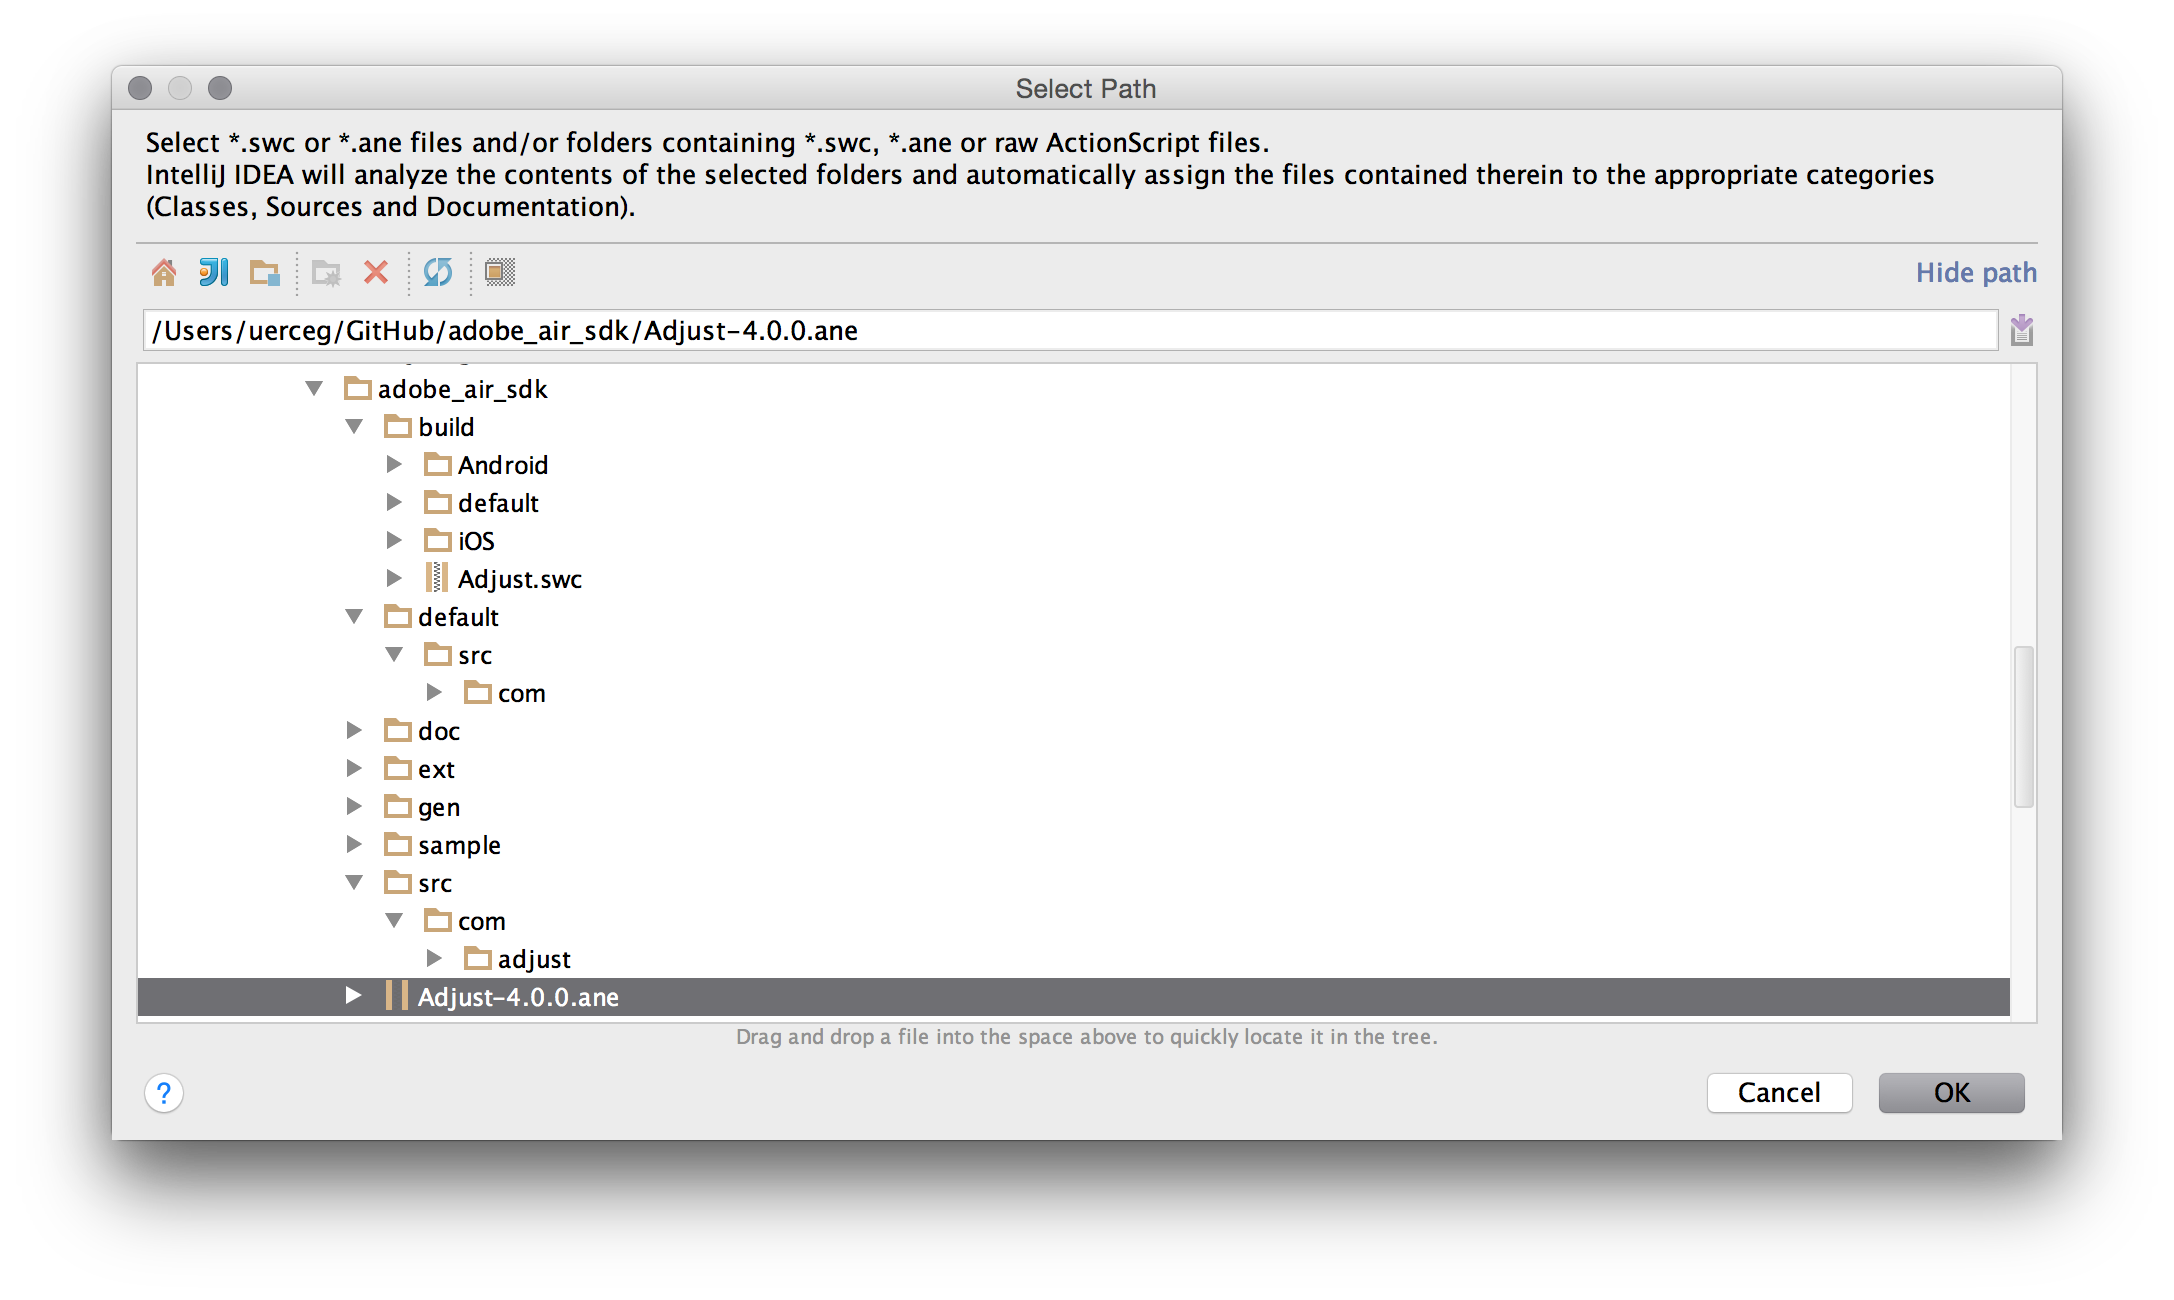 Select Path
Select *.swc or *.ane files and/or folders containing *.swc, *.ane or raw ActionScript files.
IntelliJ IDEA will analyze the contents of the selected folders and automatically assign the files contained therein to the appropriate categories
(Classes, Sources and Documentation).
Hide path
/Users/uerceg/GitHub/adobe_air_sdk/Adjust-4.0.0.ane
adobe_air_sdk
build
Android
default
iOS
Adjust.swc
default
src
com
doc
ext
gen
sample
src
com
adjust
Adjust-4.0.0.ane
Drag and drop a file into the space above to quickly locate it in the tree.
?
Cancel
OK